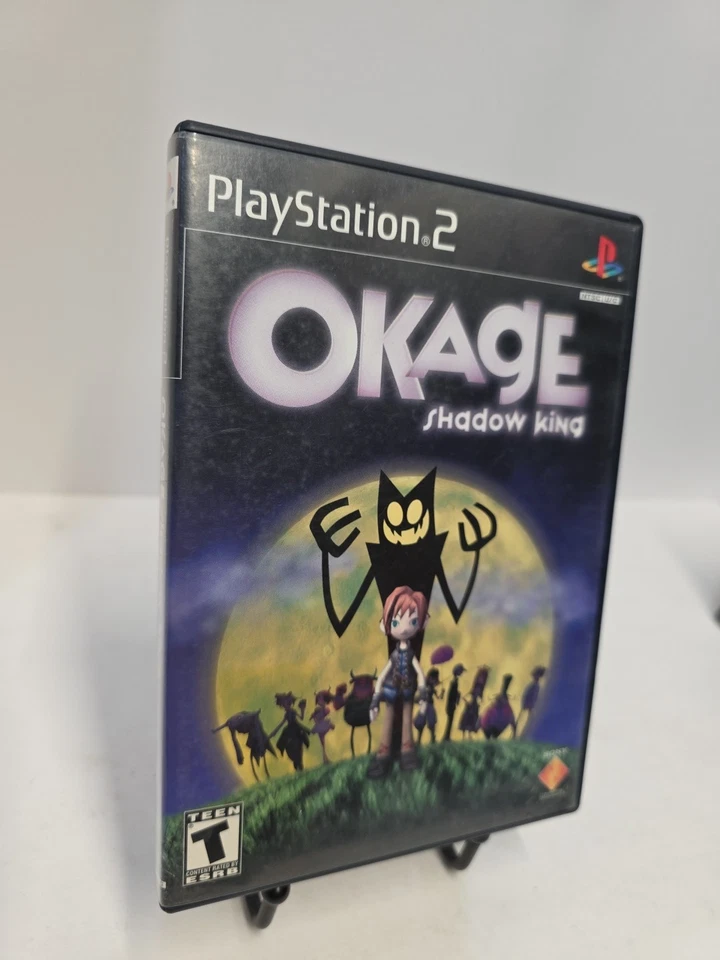 PlayStation®2
OKAGE
SHADOW KING
TEEN
T
CONTENT RATED BY
ESRB